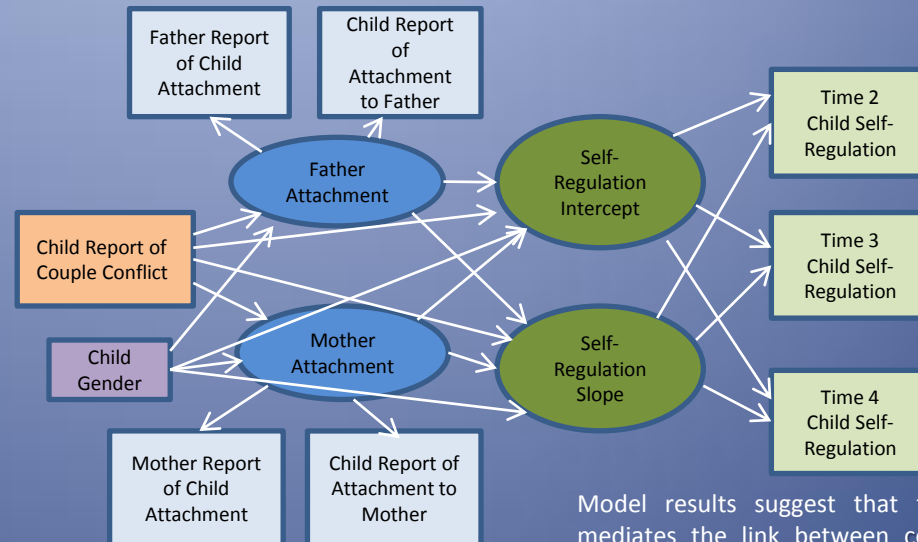 Father Report
of Child
Attachment
Child Report
of
Attachment
to Father
Time 2
Child Self-
Regulation
Father
Attachment
Self-
Regulation
Intercept
Child Report of
Couple Conflict
Time 3
Child Self-
Regulation
Mother
Attachment
Child
Gender
Self-
Regulation
Slope
Time 4
Child Self-
Regulation
Mother Report
of Child
Attachment
Child Report of
Attachment to
Mother
Model results suggest that
mediates the link between